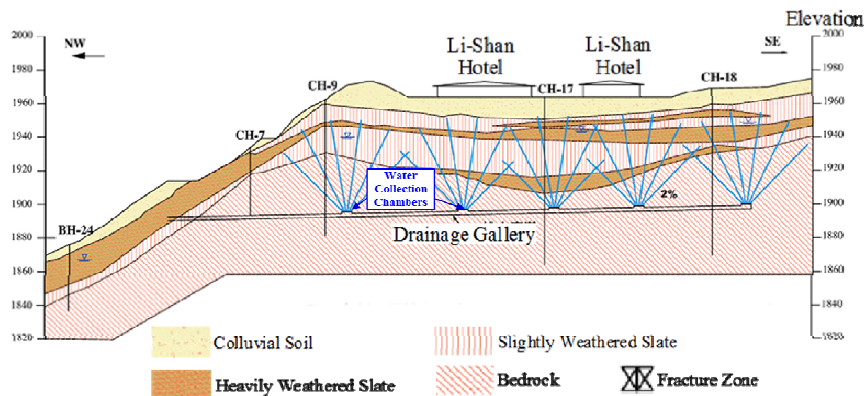 Elevation
2000
NW
Li-Shan
Hotel
Li-Shan
Hotel
SE
2000
1980
CH-9
CH-17
CH-18
1980
1960
1960
1940
CH-7
1940
1920
Water
Collection
Chambers
1920
1900
2%
1900
1880
BH-24
Drainage Gallery
1880
1860
1860
1840
1840
1820
1820
Colluvial Soil
Slightly Weathered Slate
Heavily Weathered Slate
Bedrock
Fracture Zone